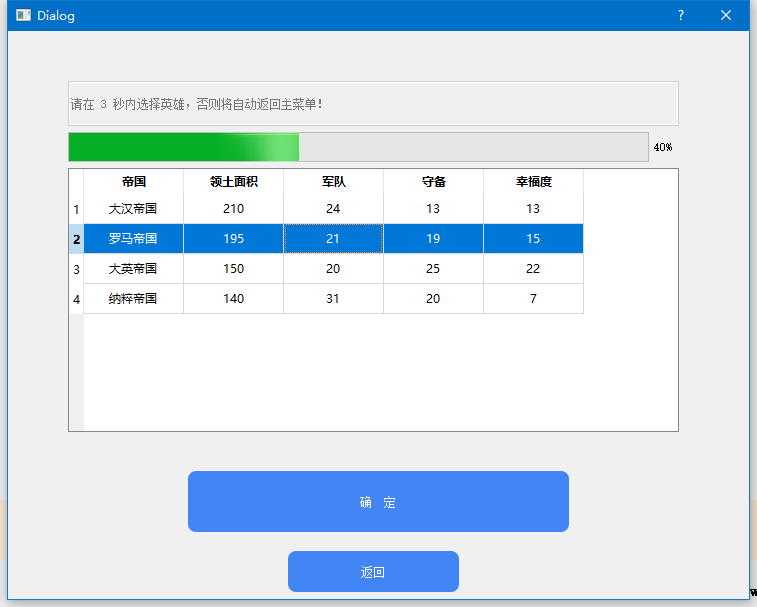 Dialog
请在 3 秒内选择英雄，否则将自动返回主菜单！
40%
帝国 领土面积 军队 守备 幸福度
1 大汉帝国 210 24 13 13
2 罗马帝国 195 21 19 15
3 大英帝国 150 20 25 22
4 纳粹帝国 140 31 20 7
确 定
返回